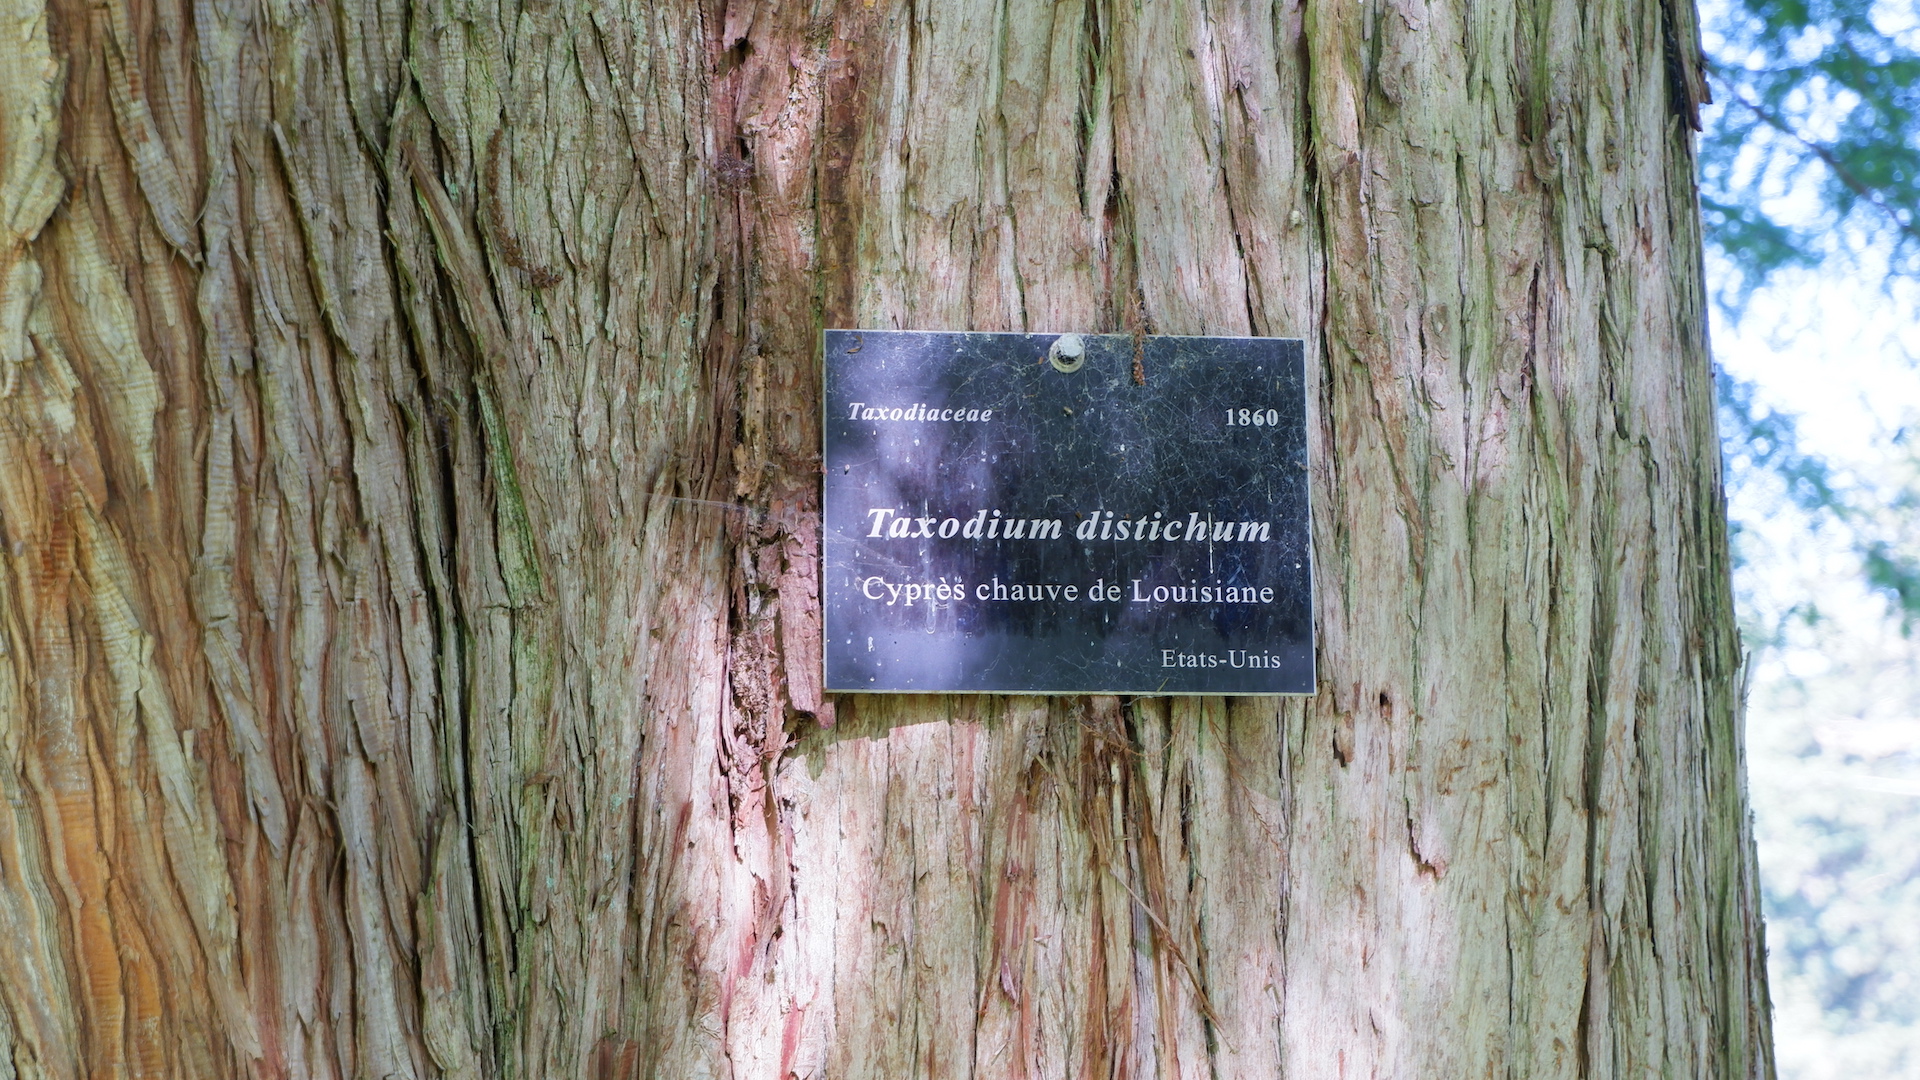 Taxodiaceae 1860
Taxodium distichum
Cyprès chauve de Louisiane
Etats-Unis